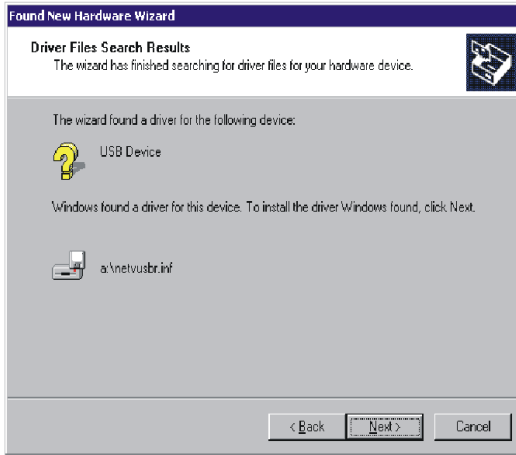 Found New Hardware Wizard
Driver Files Search Results
The wizard has finished searching for driver files for your hardware device.
The wizard found a driver for the following device:
USB Device
Windows found a driver for this device. To install the driver Windows found, click Next.
a:\netvusbr.inf
< Back
Next >
Cancel